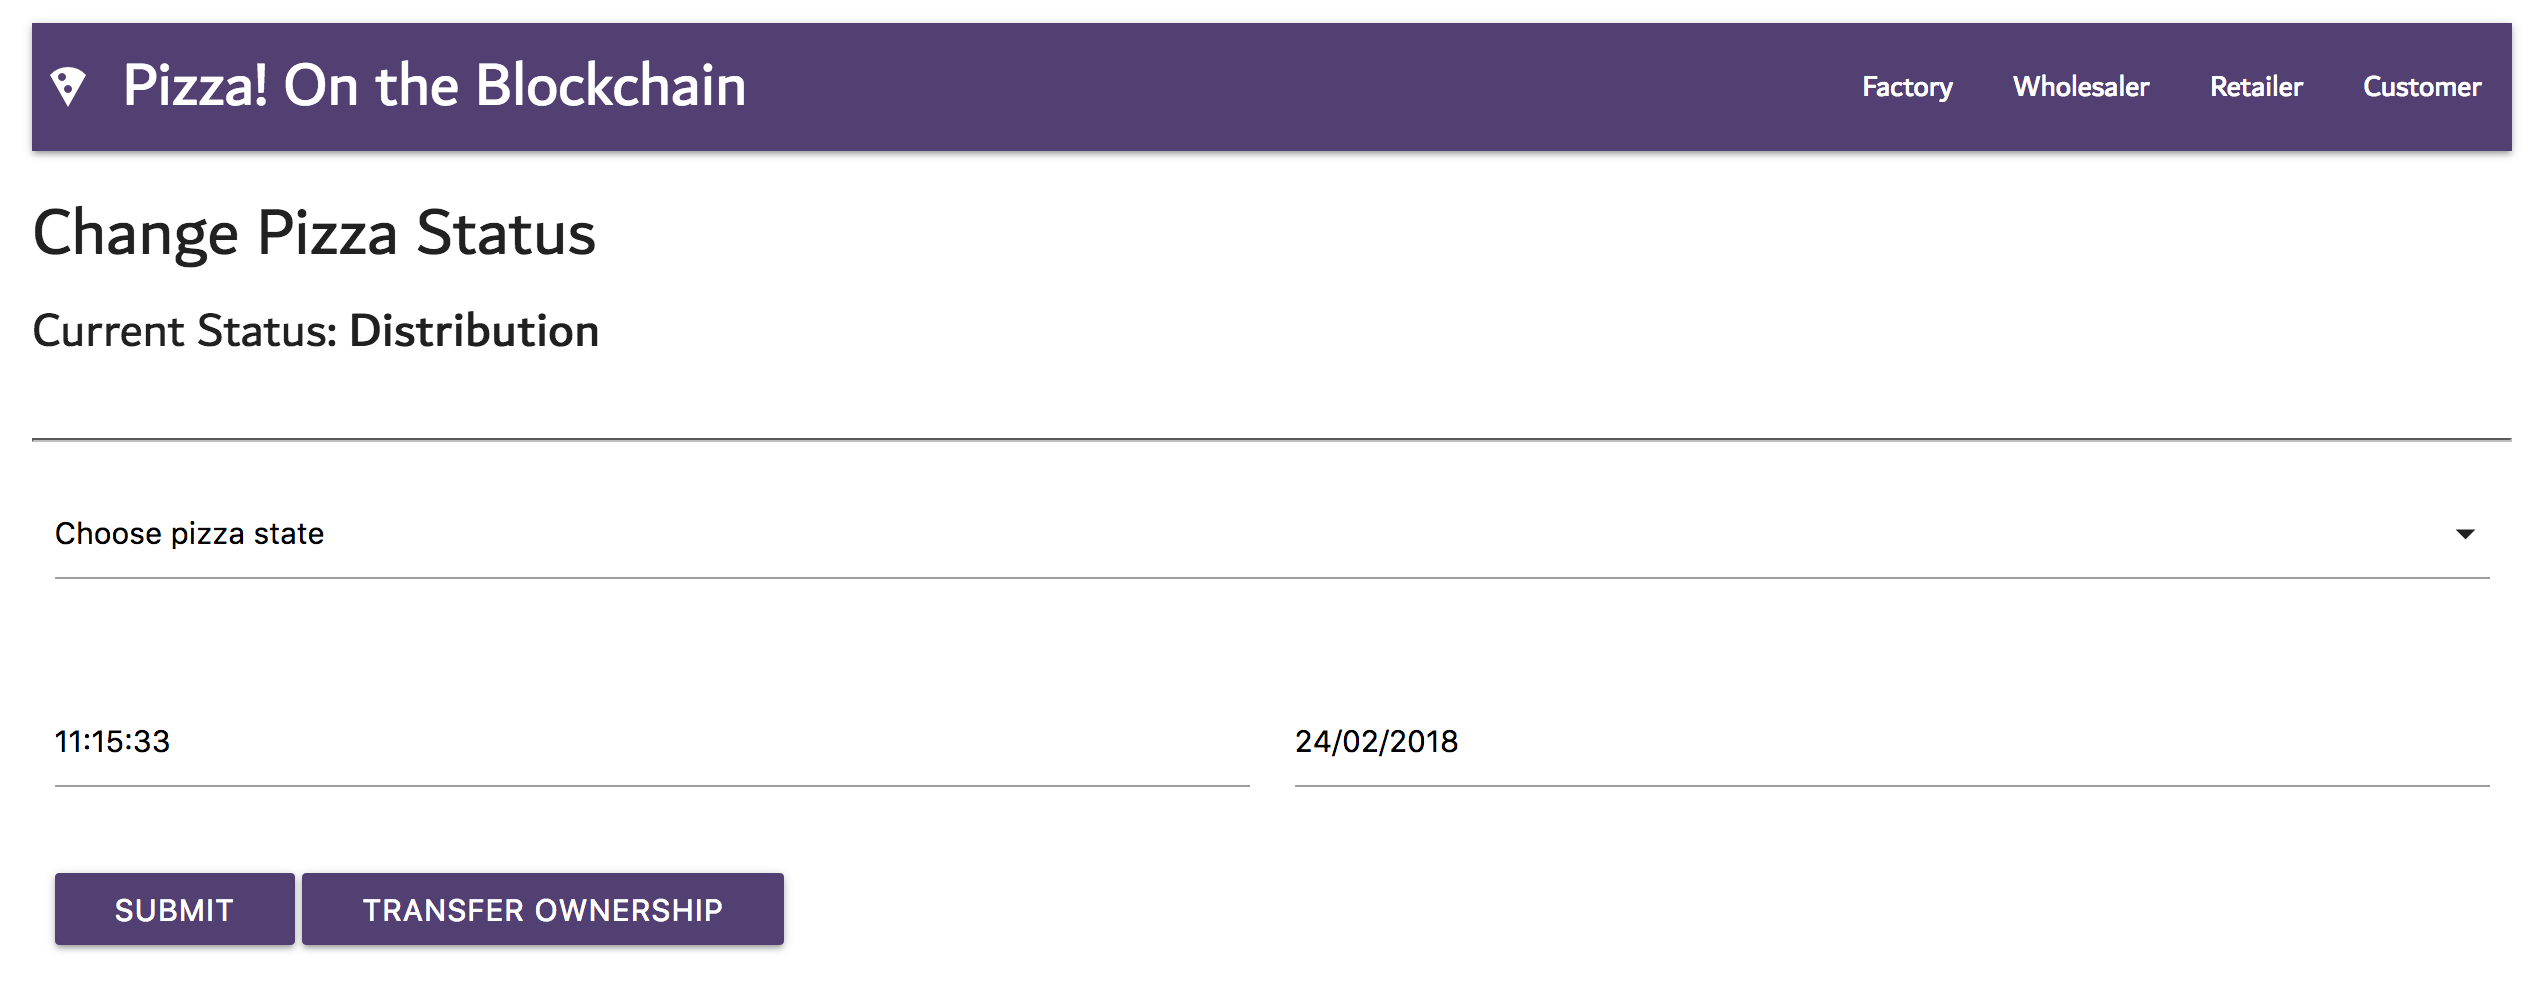 Pizza! On the Blockchain Factory Wholesaler Retailer Customer
Change Pizza Status
Current Status: Distribution
Choose pizza state
11:15:33 24/02/2018
SUBMIT TRANSFER OWNERSHIP